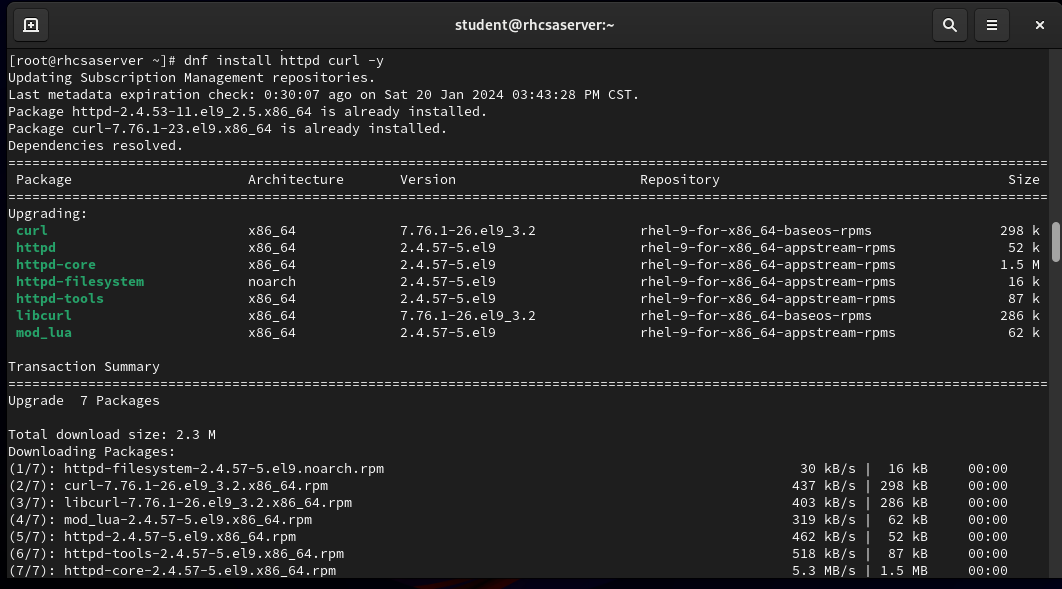 student@rhcsaserver:~
[root@rhcsaserver ~]# dnf install httpd curl -y
Updating Subscription Management repositories.
Last metadata expiration check: 0:30:07 ago on Sat 20 Jan 2024 03:43:28 PM CST.
Package httpd-2.4.53-11.el9_2.5.x86_64 is already installed.
Package curl-7.76.1-23.el9.x86_64 is already installed.
Dependencies resolved.
================================================================================================================================
Package Architecture Version Repository Size
================================================================================================================================
Upgrading:
curl x86_64 7.76.1-26.el9_3.2 rhel-9-for-x86_64-baseos-rpms 298 k
httpd x86_64 2.4.57-5.el9 rhel-9-for-x86_64-appstream-rpms 52 k
httpd-core x86_64 2.4.57-5.el9 rhel-9-for-x86_64-appstream-rpms 1.5 M
httpd-filesystem noarch 2.4.57-5.el9 rhel-9-for-x86_64-appstream-rpms 16 k
httpd-tools x86_64 2.4.57-5.el9 rhel-9-for-x86_64-appstream-rpms 87 k
libcurl x86_64 7.76.1-26.el9_3.2 rhel-9-for-x86_64-baseos-rpms 286 k
mod_lua x86_64 2.4.57-5.el9 rhel-9-for-x86_64-appstream-rpms 62 k
Transaction Summary
================================================================================================================================
Upgrade 7 Packages
Total download size: 2.3 M
Downloading Packages:
(1/7): httpd-filesystem-2.4.57-5.el9.noarch.rpm 30 kB/s | 16 kB 00:00
(2/7): curl-7.76.1-26.el9_3.2.x86_64.rpm 437 kB/s | 298 kB 00:00
(3/7): libcurl-7.76.1-26.el9_3.2.x86_64.rpm 403 kB/s | 286 kB 00:00
(4/7): mod_lua-2.4.57-5.el9.x86_64.rpm 319 kB/s | 62 kB 00:00
(5/7): httpd-2.4.57-5.el9.x86_64.rpm 462 kB/s | 52 kB 00:00
(6/7): httpd-tools-2.4.57-5.el9.x86_64.rpm 518 kB/s | 87 kB 00:00
(7/7): httpd-core-2.4.57-5.el9.x86_64.rpm 5.3 MB/s | 1.5 MB 00:00